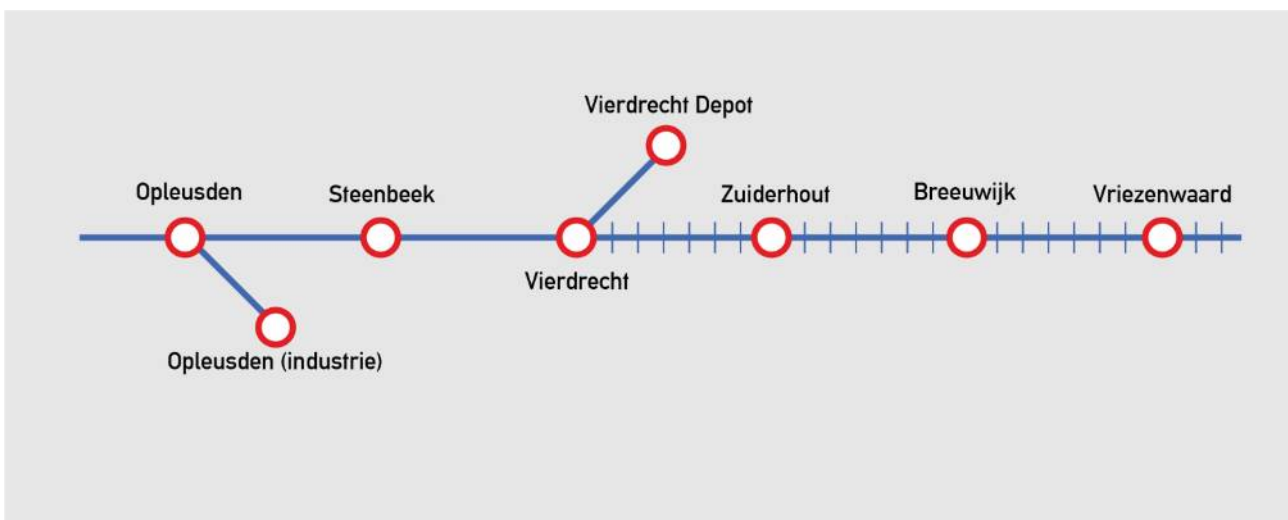 Vierdrecht Depot
Opleusden
Steenbeek
Zuiderhout
Breeuwijk
Vriezenwaard
Vierdrecht
Opleusden (industrie)